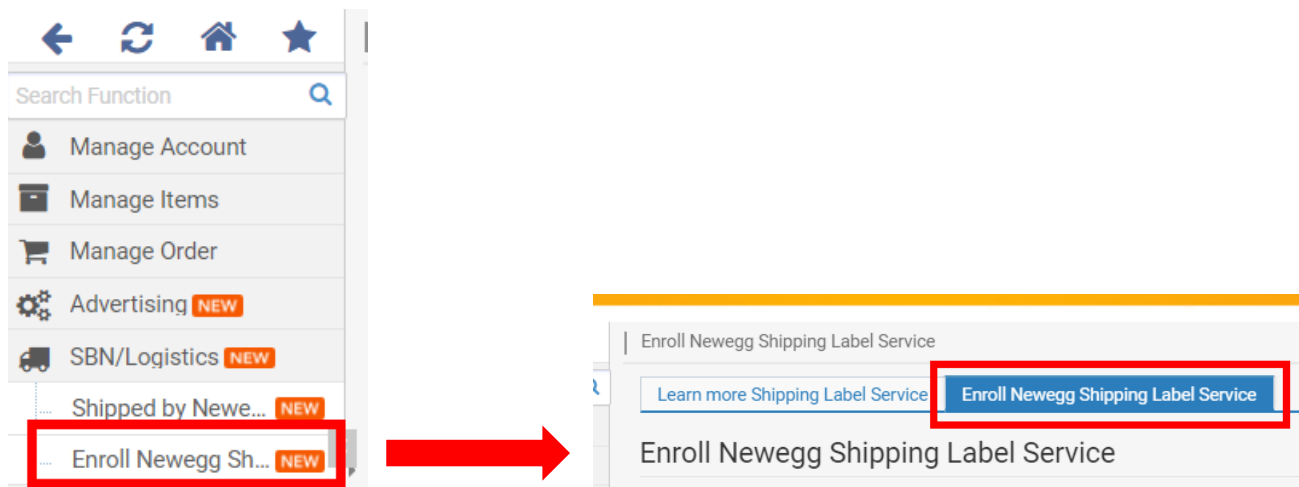 Search Function
Manage Account
Manage Items
Manage Order
Advertising NEW
SBN/Logistics NEW
Shipped by Newe... NEW
Enroll Newegg Sh... NEW
Enroll Newegg Shipping Label Service
Learn more Shipping Label Service Enroll Newegg Shipping Label Service
Enroll Newegg Shipping Label Service